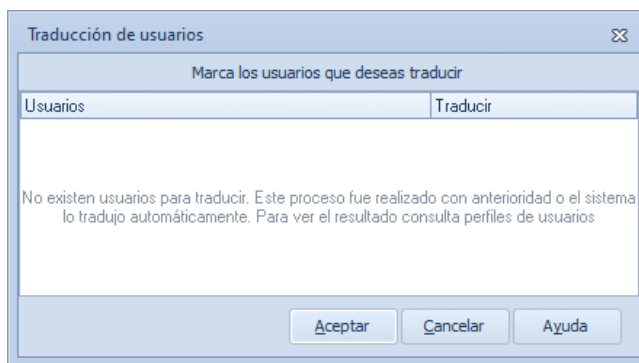 Traducción de usuarios
Marca los usuarios que deseas traducir
Usuarios Traducir
No existen usuarios para traducir. Este proceso fue realizado con anterioridad o el sistema
lo tradujo automáticamente. Para ver el resultado consulta perfiles de usuarios
Aceptar Cancelar Ayuda